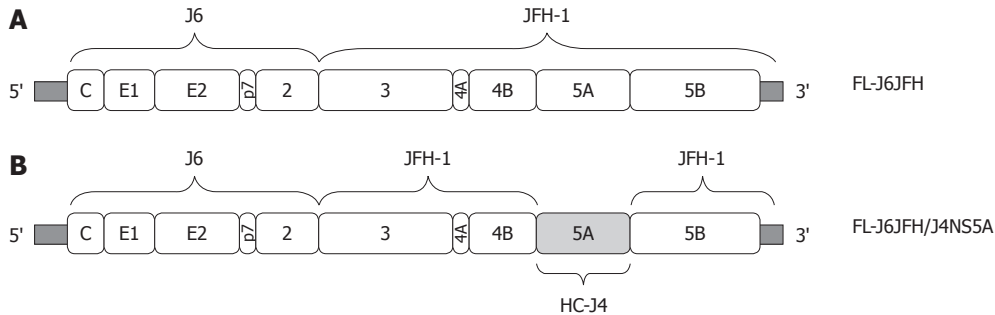 A
J6 JFH-1
5' C E1 E2 p7 2 3 4A 4B 5A 5B 3' FL-J6JFH
B
J6 JFH-1 JFH-1
5' C E1 E2 p7 2 3 4A 4B 5A 5B 3' FL-J6JFH/J4NS5A
HC-J4